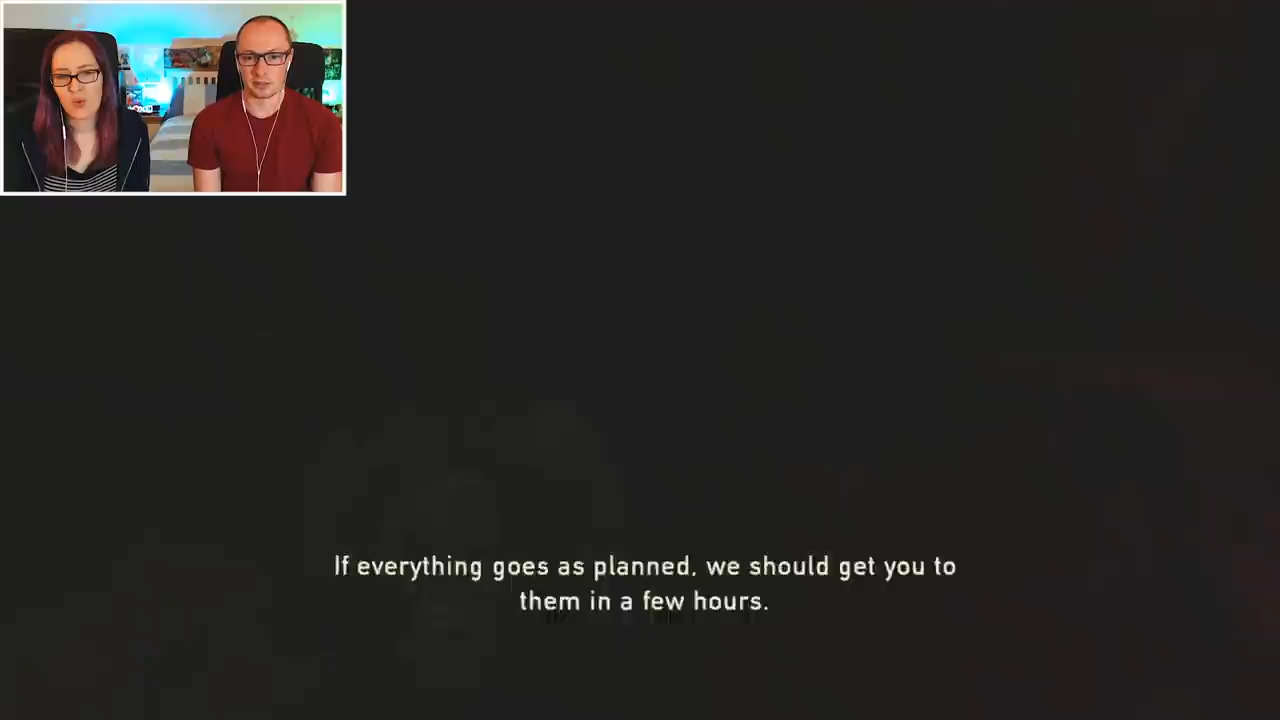 If everything goes as planned, we should get you to
them in a few hours.